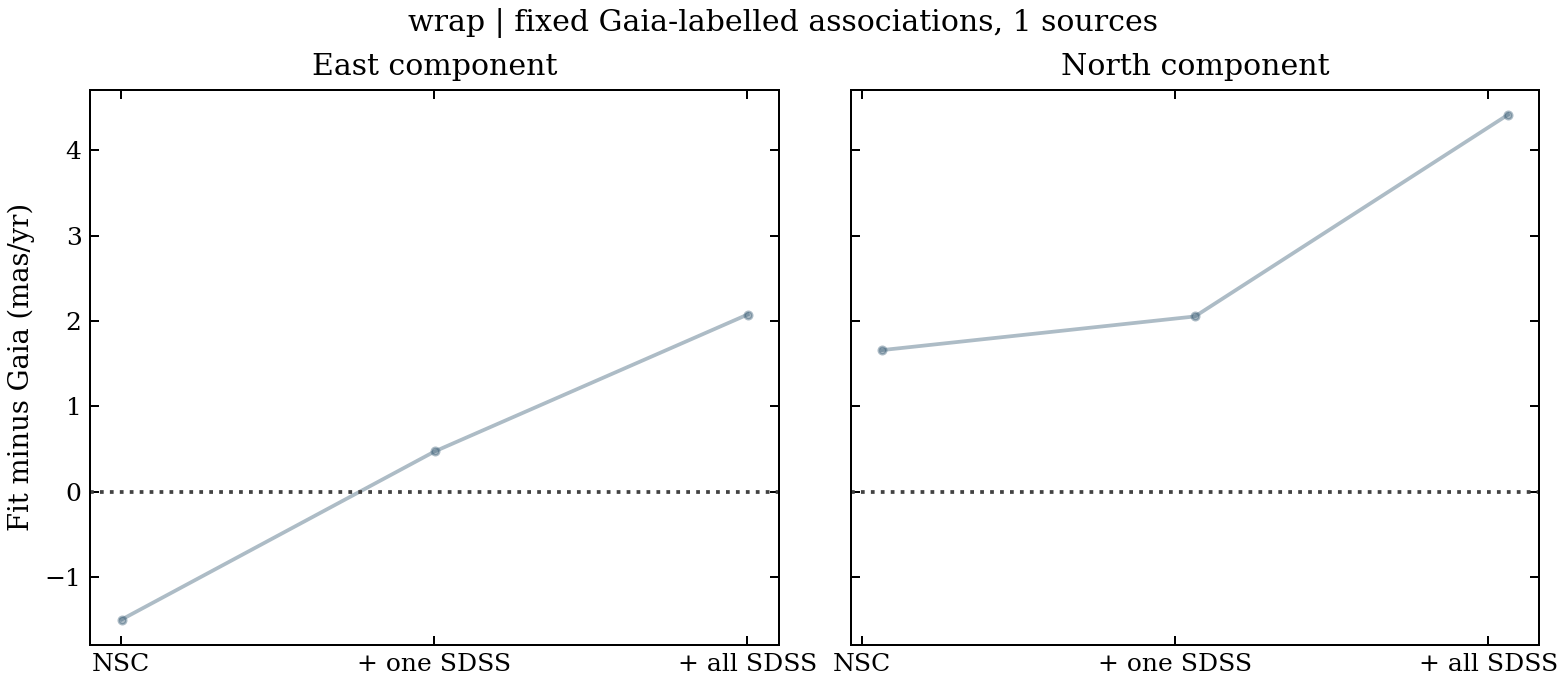 wrap | fixed Gaia-labelled associations, 1 sources
East component
North component
Fit minus Gaia (mas/yr)
4
3
2
1
0
−1
NSC
+ one SDSS
+ all SDSS
NSC
+ one SDSS
+ all SDSS